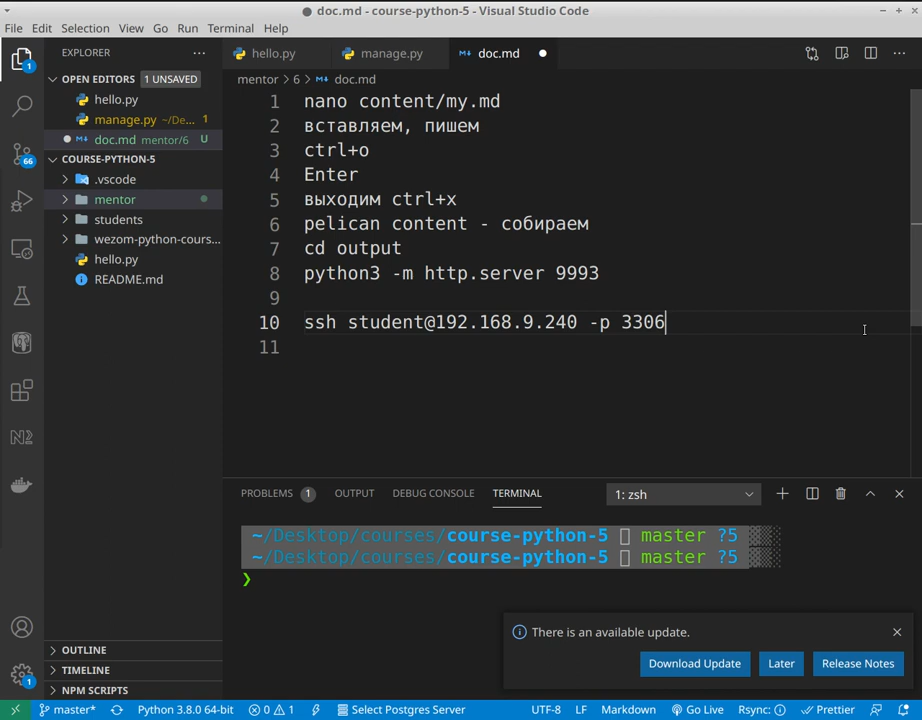 doc.md - course-python-5 - Visual Studio Code
File Edit Selection View Go Run Terminal Help
EXPLORER
OPEN EDITORS 1 UNSAVED
hello.py
manage.py ~/De... 1
doc.md mentor/6 U
COURSE-PYTHON-5
.vscode
mentor
students
wezom-python-cours...
hello.py
README.md
OUTLINE
TIMELINE
NPM SCRIPTS
1
66
1
hello.py manage.py doc.md
mentor > 6 > doc.md
1 nano content/my.md
2 вставляем, пишем
3 ctrl+o
4 Enter
5 выходим ctrl+x
6 pelican content - собираем
7 cd output
8 python3 -m http.server 9993
9
10 ssh student@192.168.9.240 -p 3306
11
PROBLEMS 1 OUTPUT DEBUG CONSOLE TERMINAL 1: zsh
~/Desktop/courses/course-python-5 master ?5
~/Desktop/courses/course-python-5 master ?5
❯
There is an available update.
Download Update Later Release Notes
master* Python 3.8.0 64-bit 0 1 Select Postgres Server UTF-8 LF Markdown Go Live Rsync: Prettier